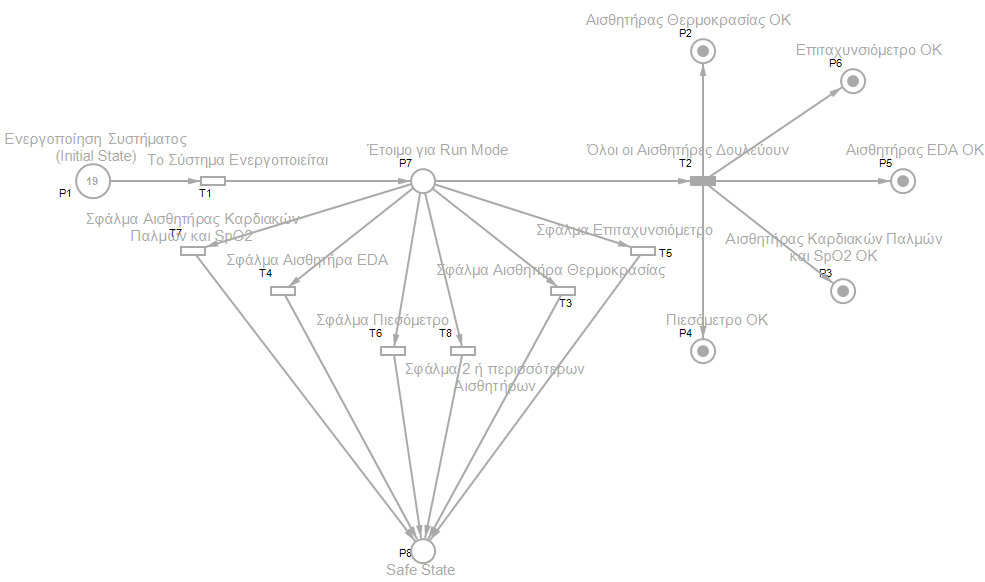 Αισθητήρας Θερμοκρασίας OK
P2
Επιταχυνσιόμετρο OK
P6
Ενεργοποίηση Συστήματος
(Initial State)
19
P1
Το Σύστημα Ενεργοποιείται
T1
Έτοιμο για Run Mode
P7
Όλοι οι Αισθητήρες Δουλεύουν
T2
Αισθητήρας EDA OK
P5
Σφάλμα Αισθητήρας Καρδιακών
Παλμών και SpO2
T7
Σφάλμα Επιταχυνσιόμετρο
T5
Αισθητήρας Καρδιακών Παλμών
και SpO2 OK
P3
Σφάλμα Αισθητήρα EDA
T4
Σφάλμα Αισθητήρα Θερμοκρασίας
T3
Σφάλμα Πιεσόμετρο
T6
T8
Πιεσόμετρο OK
P4
Σφάλμα 2 ή περισσότερων
Αισθητήρων
P8
Safe State